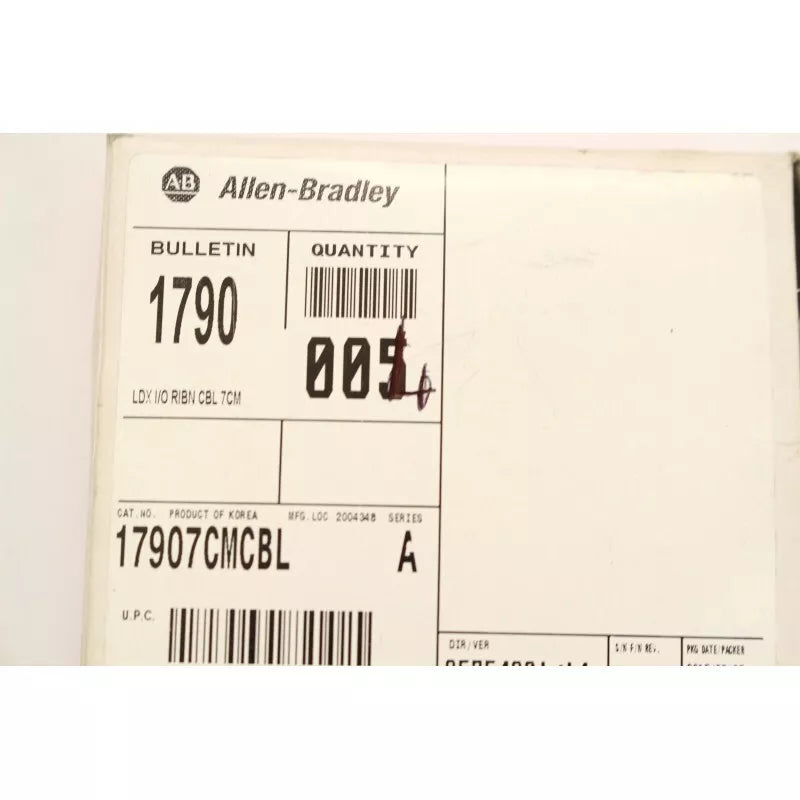 AB Allen-Bradley
BULLETIN
1790
LDX I/O RIBN CBL 7CM
QUANTITY
005
CAT.NO. PRODUCT OF KOREA MFG.LOC 2004348 SERIES
17907CMCBL A
U.P.C.
DIR/VER
S/N F/N REV.
PKG DATE/PACKER